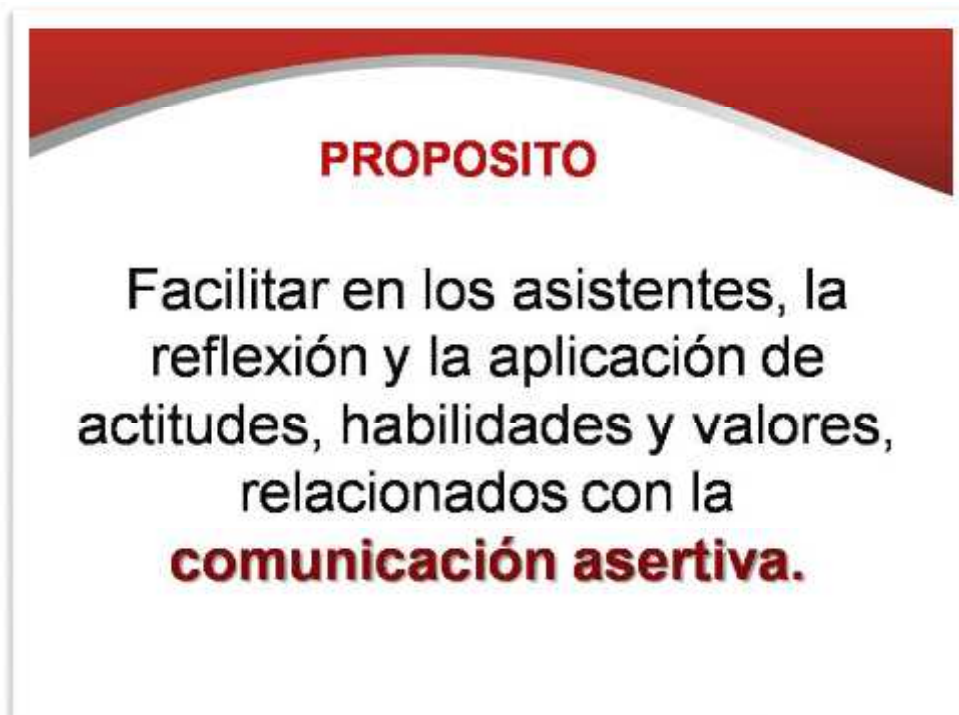 PROPOSITO
Facilitar en los asistentes, la
reflexión y la aplicación de
actitudes, habilidades y valores,
relacionados con la
comunicación asertiva.